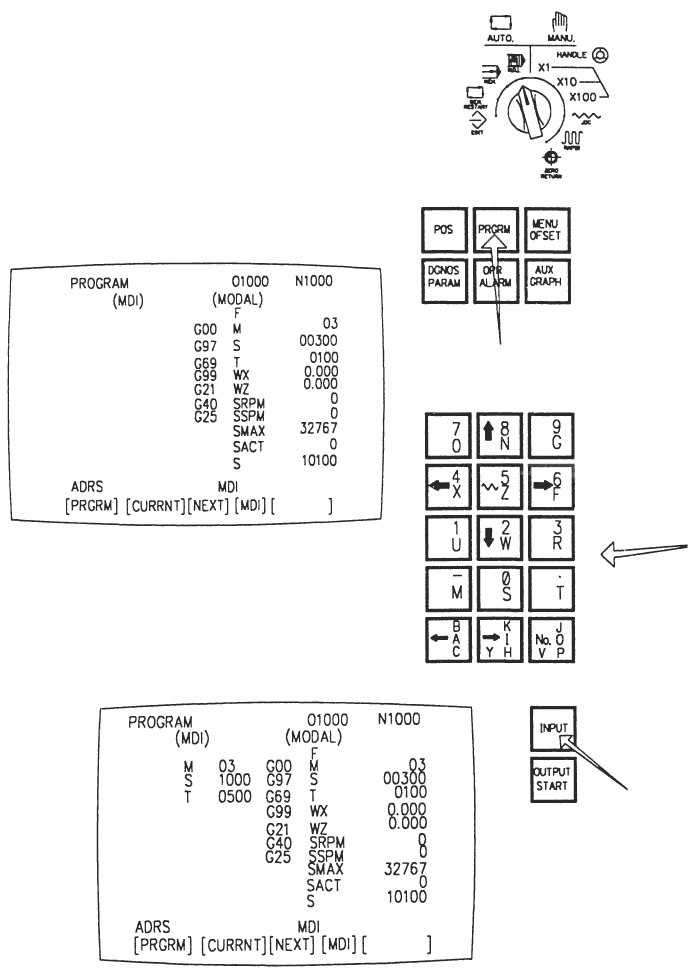 AUTO. MANU.
HANDLE
X1
X10
X100
MEM.
RESTART
EDIT
JOG
RAPID
ZERO
RETURN
POS PRGRM MENU
OFSET
DGNOS
PARAM OPR
ALARM AUX
GRAPH
PROGRAM O1000 N1000
(MDI) (MODAL)
F
G00 M 03
G97 S 00300
G69 T 0100
G99 WX 0.000
G21 WZ 0.000
G40 SRPM 0
G25 SSPM 0
SMAX 32767
SACT 0
S 10100
ADRS MDI
[PRGRM] [CURRNT][NEXT] [MDI] [ ]
7 8 9
O N G
4 5 6
X Z F
1 2 3
U W R
– 0 .
M S T
B K J
A I No. O
C Y H V P
PROGRAM O1000 N1000
(MDI) (MODAL)
F
M 03 G00 M 03
S 1000 G97 S 00300
T 0500 G69 T 0100
G99 WX 0.000
G21 WZ 0.000
G40 SRPM 0
G25 SSPM 0
SMAX 32767
SACT 0
S 10100
ADRS MDI
[PRGRM] [CURRNT][NEXT] [MDI] [ ]
INPUT
OUTPUT
START